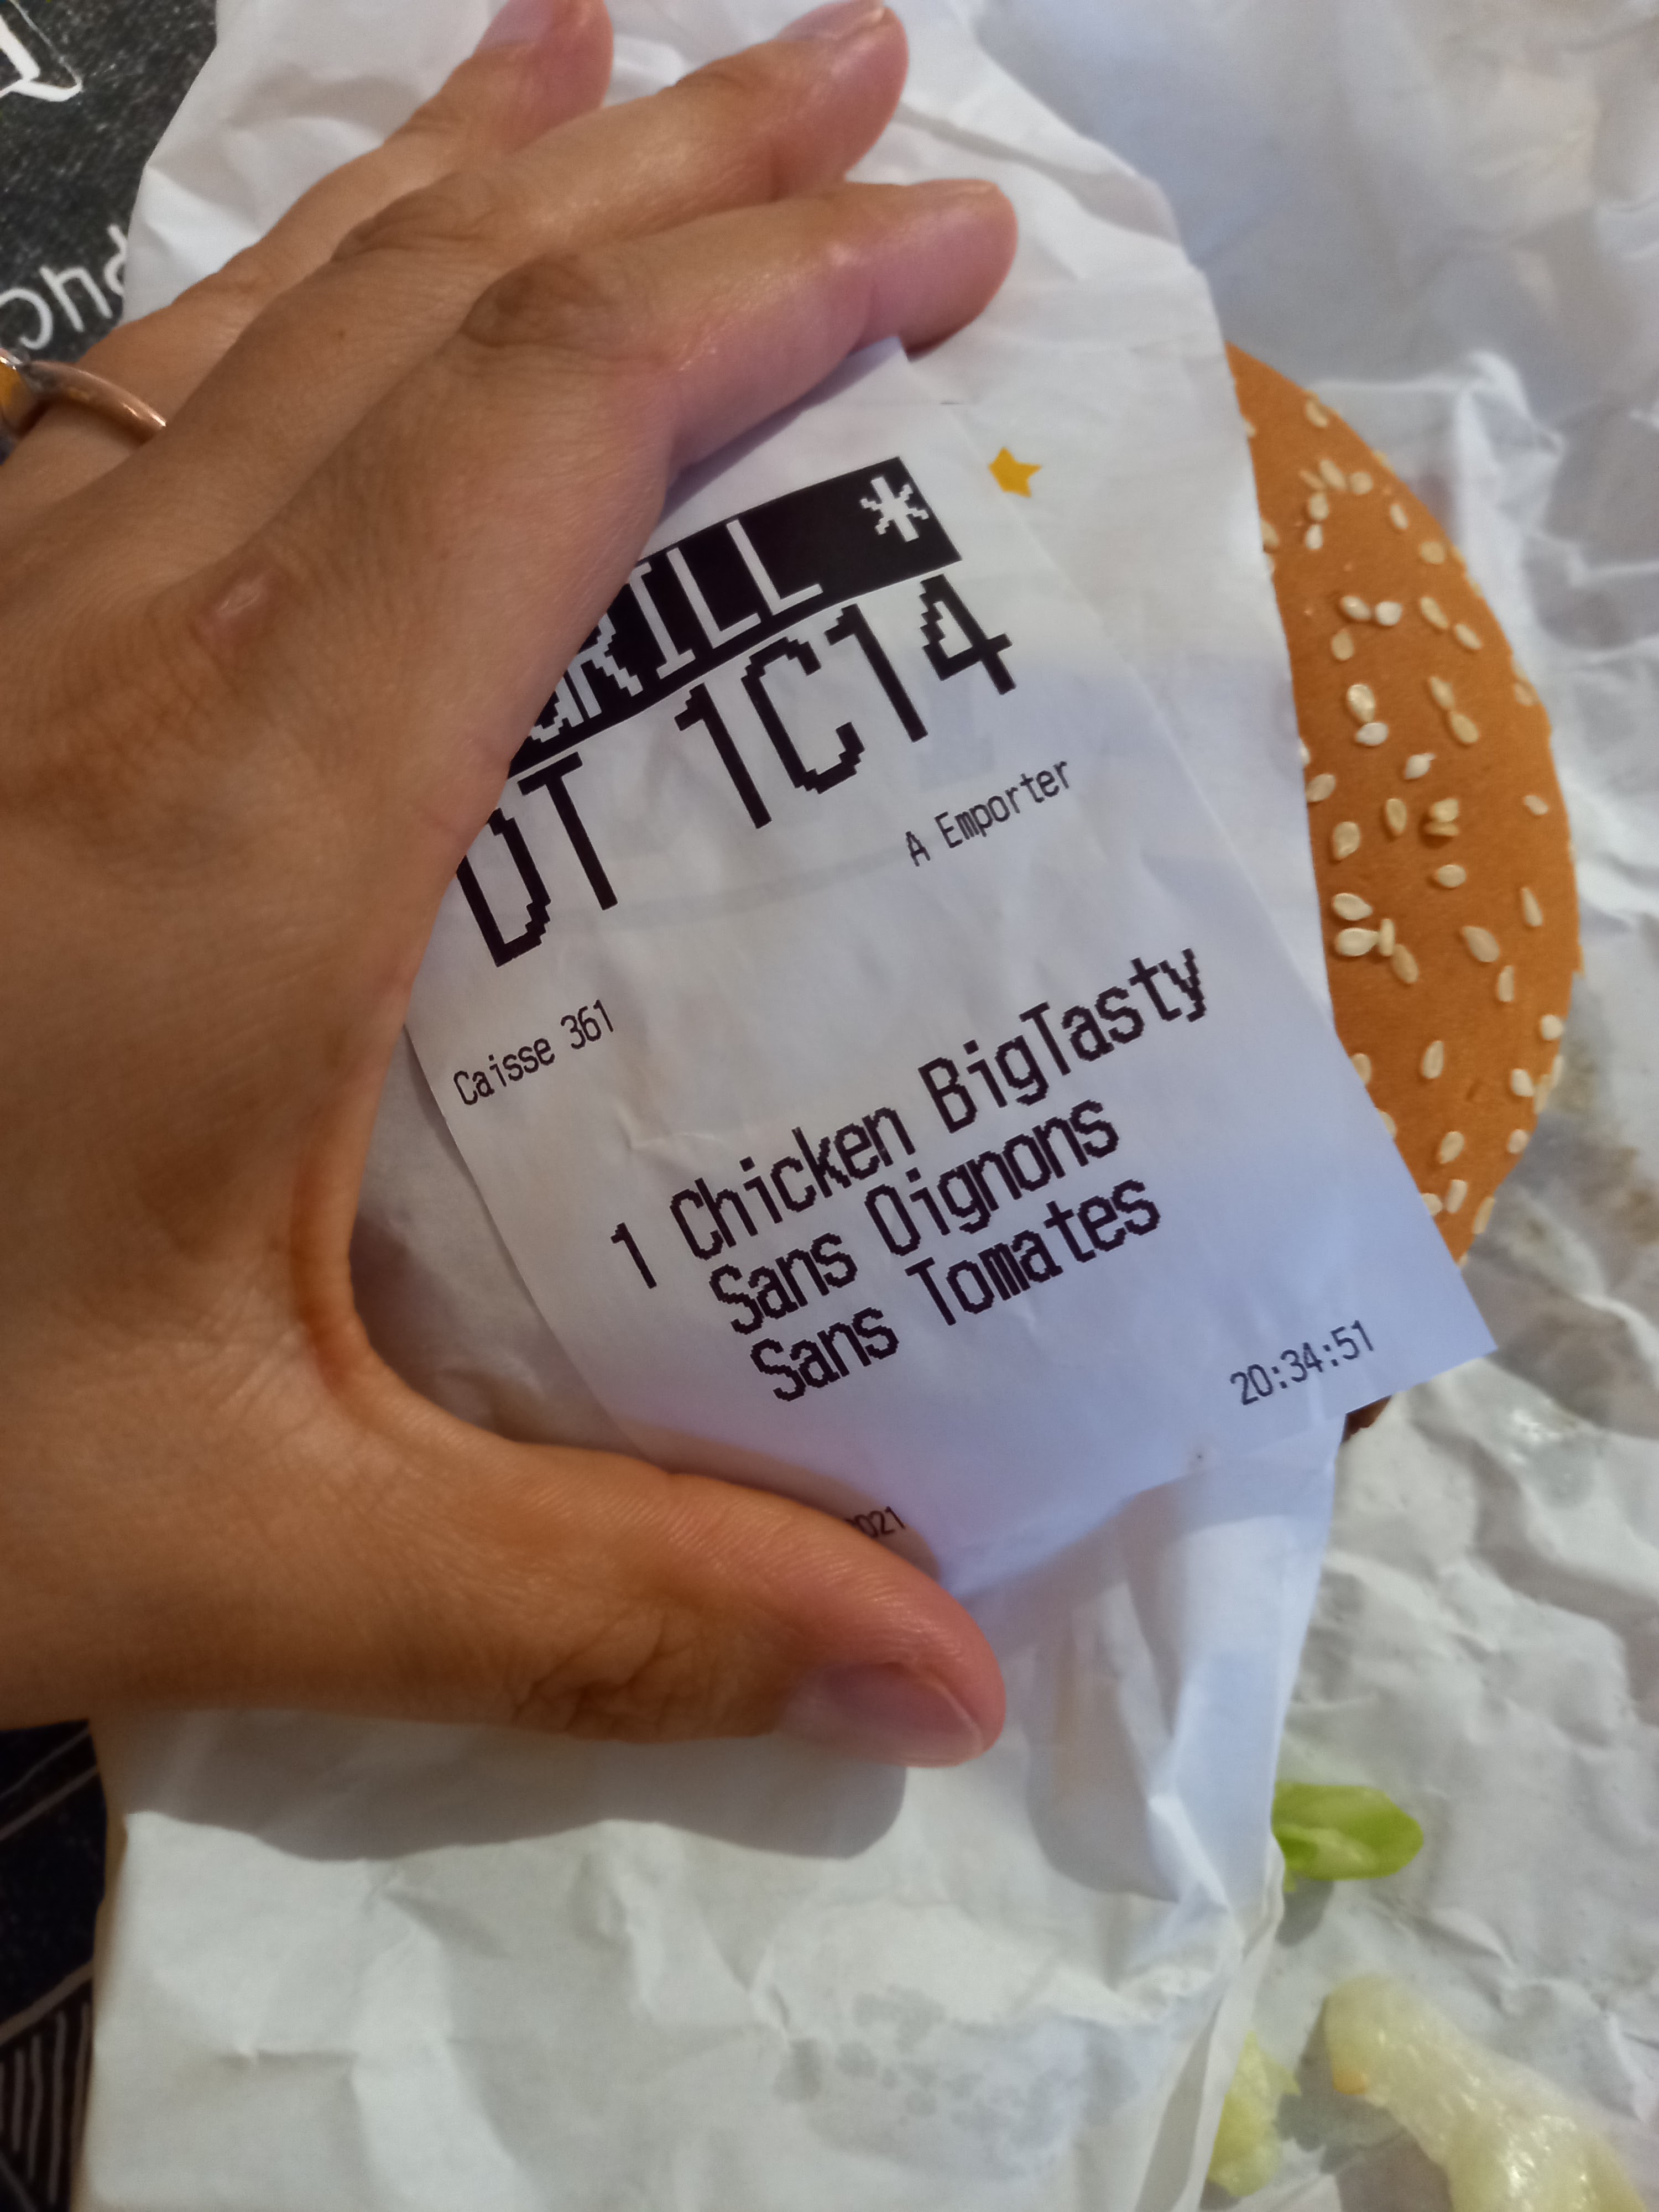 GRILL *
DT 1C14
A Emporter
Caisse 361
1 Chicken BigTasty
Sans Oignons
Sans Tomates
20:34:51